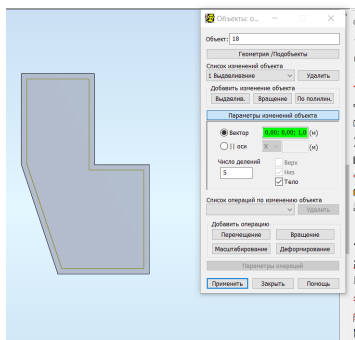 Объекты: о...
Объект: 18
Геометрия /Подобъекты
Список изменений объекта
1 Выдавливание
Удалить
Добавить изменение объекта
Выдавлив. Вращение По полилин.
Параметры изменений объекта
Вектор 0,00; 0,00; 1,0 (м)
|| оси X (м)
Число делений
Верх
5
Низ
Тело
Список операций по изменению объекта
Удалить
Добавить операцию
Перемещение Вращение
Масштабирование Деформирование
Параметры операций
Применить Закрыть Помощь